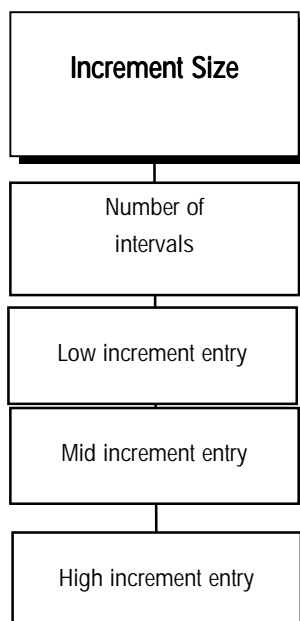 Increment Size
Number of
intervals
Low increment entry
Mid increment entry
High increment entry